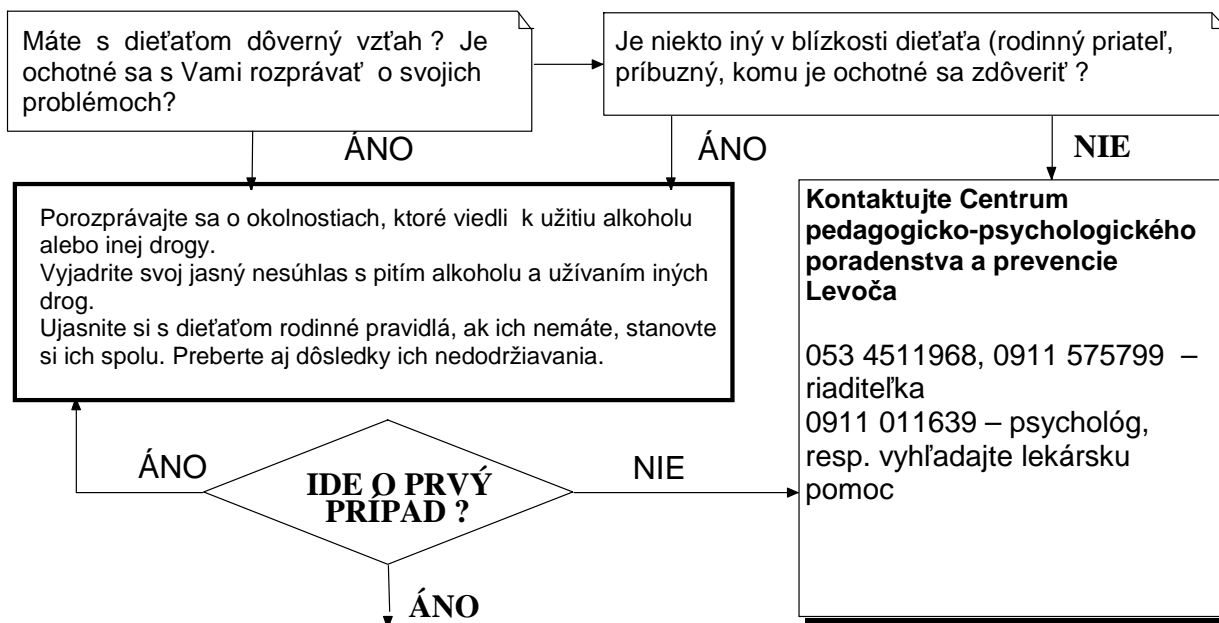 Máte s dieťaťom dôverný vzťah ? Je
ochotné sa s Vami rozprávať o svojich
problémoch?
Je niekto iný v blízkosti dieťaťa (rodinný priateľ,
príbuzný, komu je ochotné sa zdôveriť ?
ÁNO
ÁNO
NIE
Porozprávajte sa o okolnostiach, ktoré viedli k užitiu alkoholu
alebo inej drogy.
Vyjadrite svoj jasný nesúhlas s pitím alkoholu a užívaním iných
drog.
Ujasnite si s dieťaťom rodinné pravidlá, ak ich nemáte, stanovte
si ich spolu. Preberte aj dôsledky ich nedodržiavania.
Kontaktujte Centrum
pedagogicko-psychologického
poradenstva a prevencie
Levoča
053 4511968, 0911 575799 –
riaditeľka
0911 011639 – psychológ,
resp. vyhľadajte lekársku
pomoc
ÁNO
IDE O PRVÝ
PRÍPAD ?
NIE
ÁNO